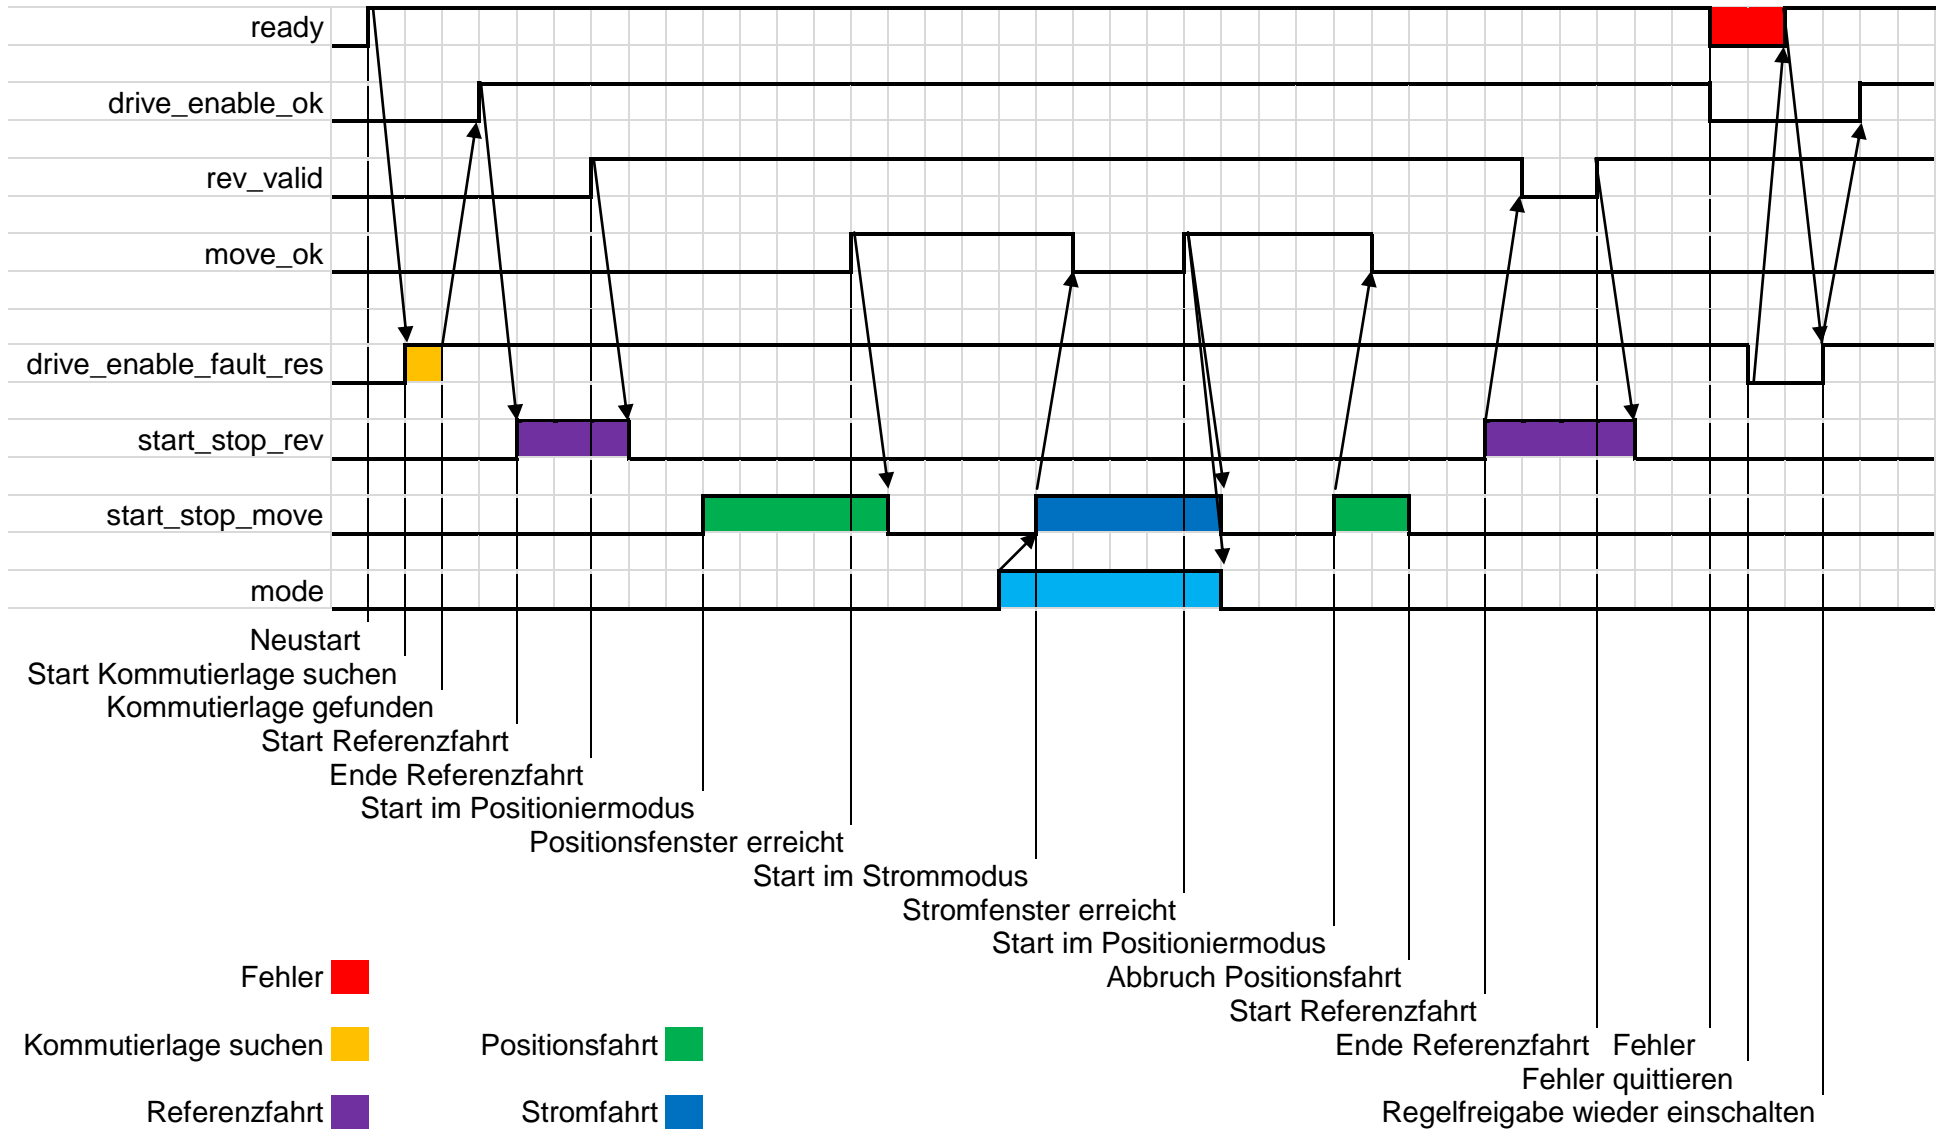 ready
drive_enable_ok
rev_valid
move_ok
drive_enable_fault_res
start_stop_rev
start_stop_move
mode
Neustart
Start Kommutierlage suchen
Kommutierlage gefunden
Start Referenzfahrt
Ende Referenzfahrt
Start im Positioniermodus
Positionsfenster erreicht
Start im Strommodus
Stromfenster erreicht
Start im Positioniermodus
Abbruch Positionsfahrt
Start Referenzfahrt
Ende Referenzfahrt
Fehler
Fehler quittieren
Regelfreigabe wieder einschalten
Fehler
Kommutierlage suchen
Positionsfahrt
Referenzfahrt
Stromfahrt